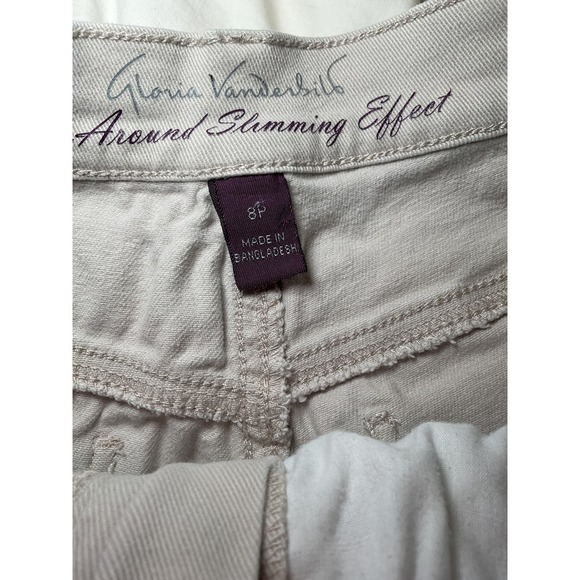 Gloria Vanderbilt
Around Slimming Effect
8P
MADE IN
BANGLADESH